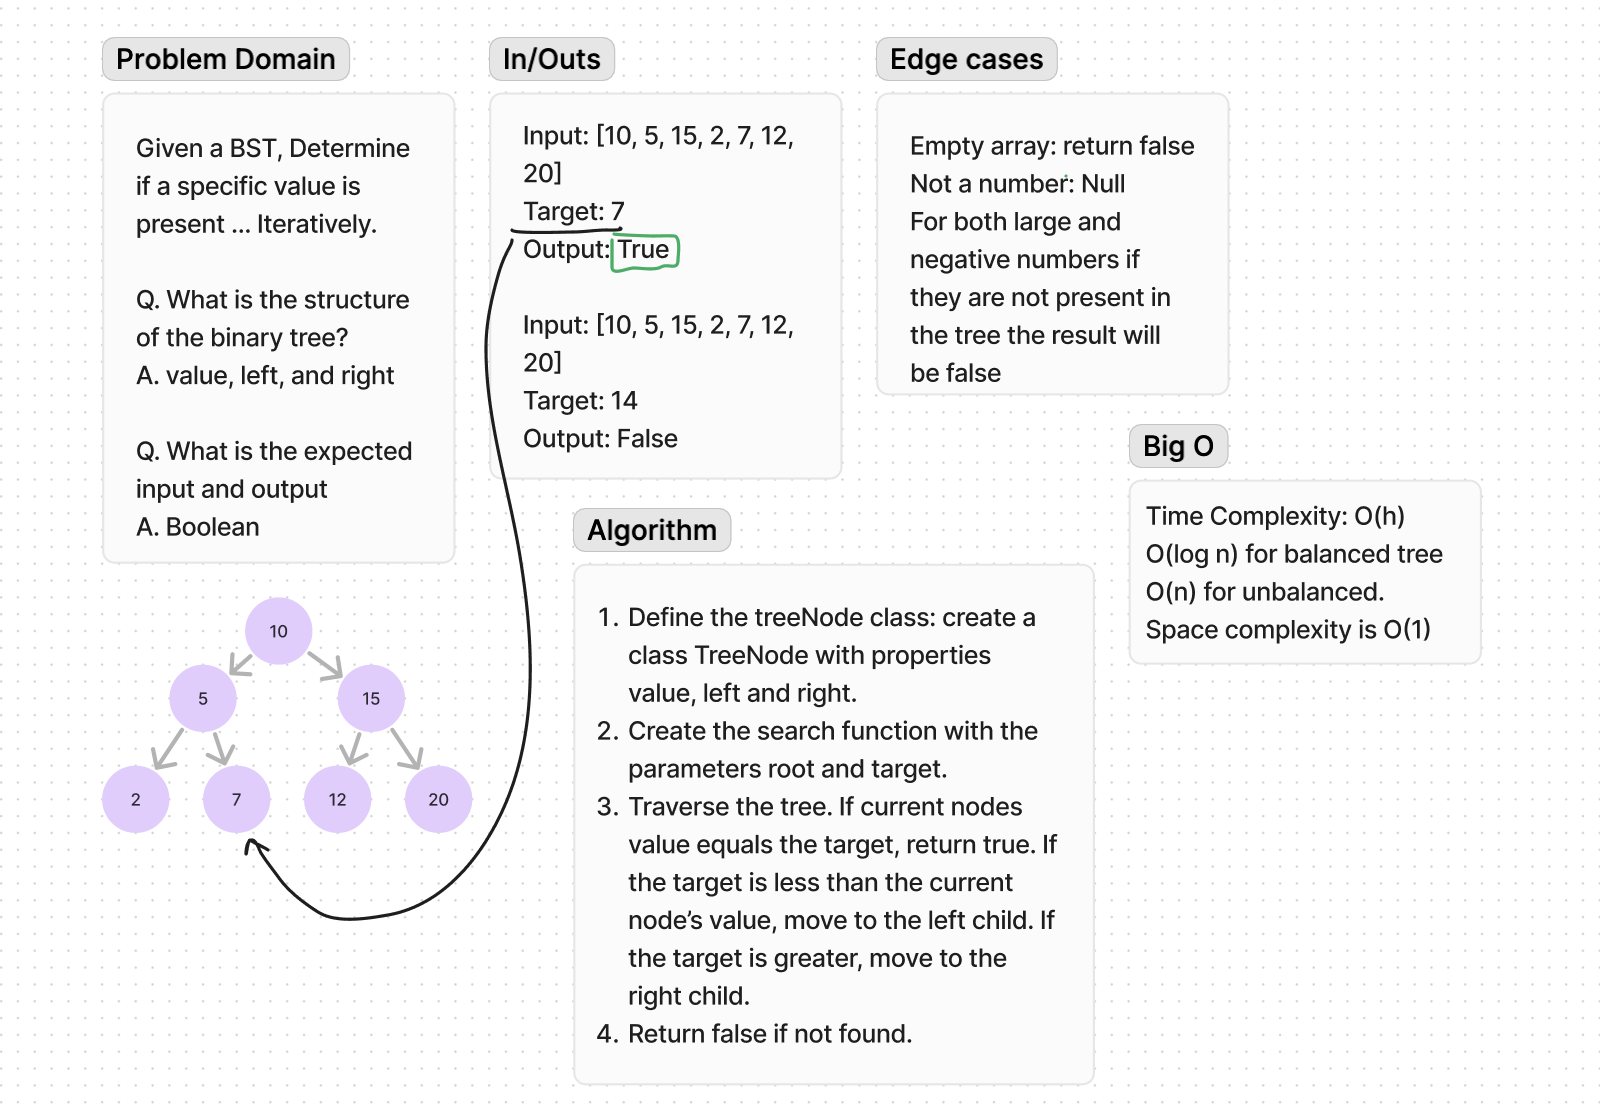 Problem Domain
Given a BST, Determine
if a specific value is
present ... Iteratively.
Q. What is the structure
of the binary tree?
A. value, left, and right
Q. What is the expected
input and output
A. Boolean
In/Outs
Input: [10, 5, 15, 2, 7, 12,
20]
Target: 7
Output: True
Input: [10, 5, 15, 2, 7, 12,
20]
Target: 14
Output: False
Edge cases
Empty array: return false
Not a number: Null
For both large and
negative numbers if
they are not present in
the tree the result will
be false
Big O
Time Complexity: O(h)
O(log n) for balanced tree
O(n) for unbalanced.
Space complexity is O(1)
Algorithm
1. Define the treeNode class: create a
class TreeNode with properties
value, left and right.
2. Create the search function with the
parameters root and target.
3. Traverse the tree. If current nodes
value equals the target, return true. If
the target is less than the current
node’s value, move to the left child. If
the target is greater, move to the
right child.
4. Return false if not found.
10
5 15
2 7 12 20